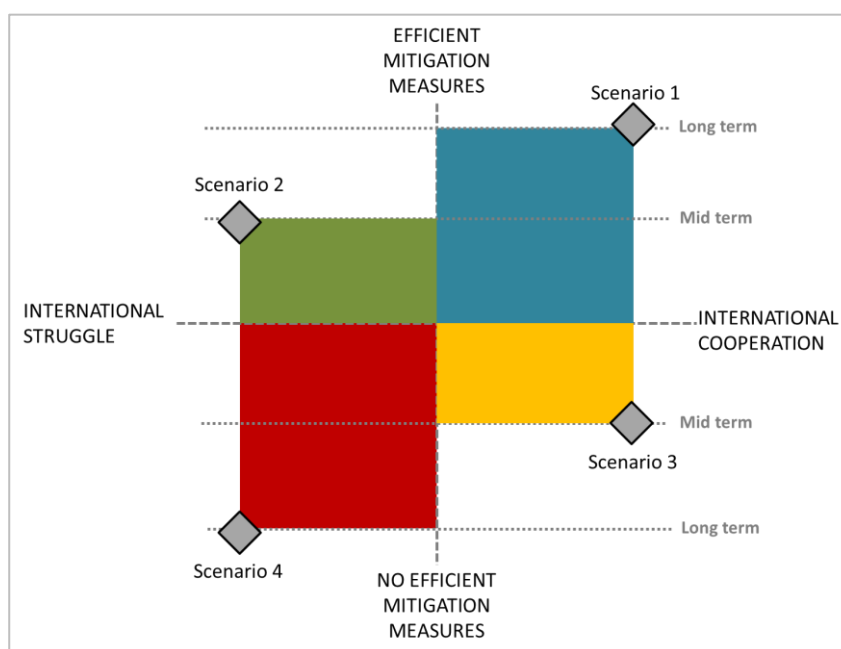 EFFICIENT
MITIGATION
MEASURES
Scenario 1
Long term
Scenario 2
Mid term
INTERNATIONAL
STRUGGLE
INTERNATIONAL
COOPERATION
Mid term
Scenario 3
Long term
Scenario 4
NO EFFICIENT
MITIGATION
MEASURES